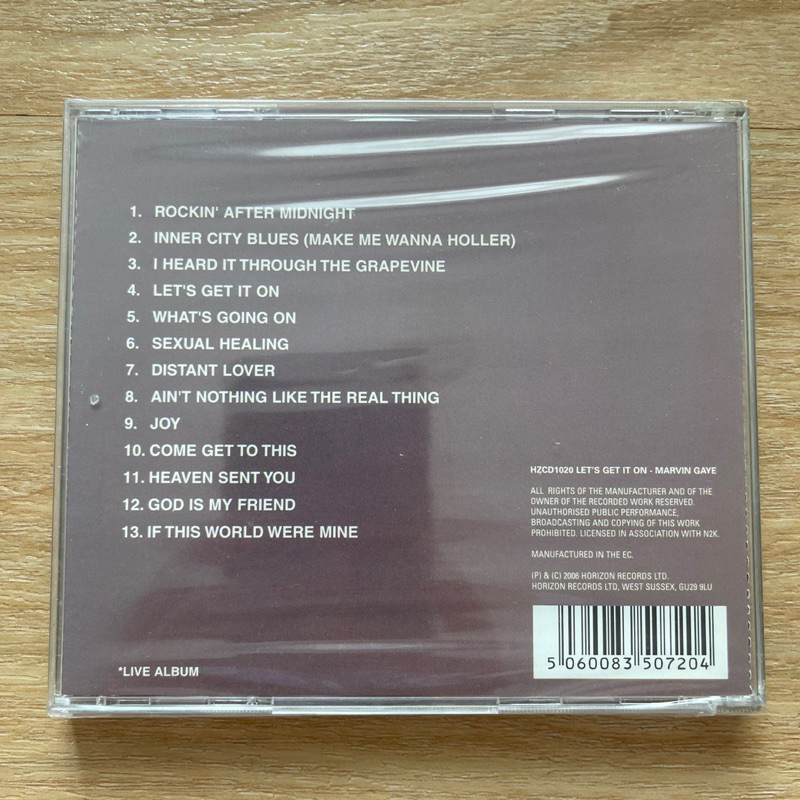 1. ROCKIN' AFTER MIDNIGHT
2. INNER CITY BLUES (MAKE ME WANNA HOLLER)
3. I HEARD IT THROUGH THE GRAPEVINE
4. LET'S GET IT ON
5. WHAT'S GOING ON
6. SEXUAL HEALING
7. DISTANT LOVER
8. AIN'T NOTHING LIKE THE REAL THING
9. JOY
10. COME GET TO THIS
11. HEAVEN SENT YOU
12. GOD IS MY FRIEND
13. IF THIS WORLD WERE MINE
HZCD1020 LET'S GET IT ON - MARVIN GAYE
ALL RIGHTS OF THE MANUFACTURER AND OF THE
OWNER OF THE RECORDED WORK RESERVED.
UNAUTHORISED PUBLIC PERFORMANCE,
BROADCASTING AND COPYING OF THIS WORK
PROHIBITED. LICENSED IN ASSOCIATION WITH N2K.
MANUFACTURED IN THE EC.
(P) & (C) 2006 HORIZON RECORDS LTD.
HORIZON RECORDS LTD, WEST SUSSEX, GU29 9LU
5 060083 507204
*LIVE ALBUM